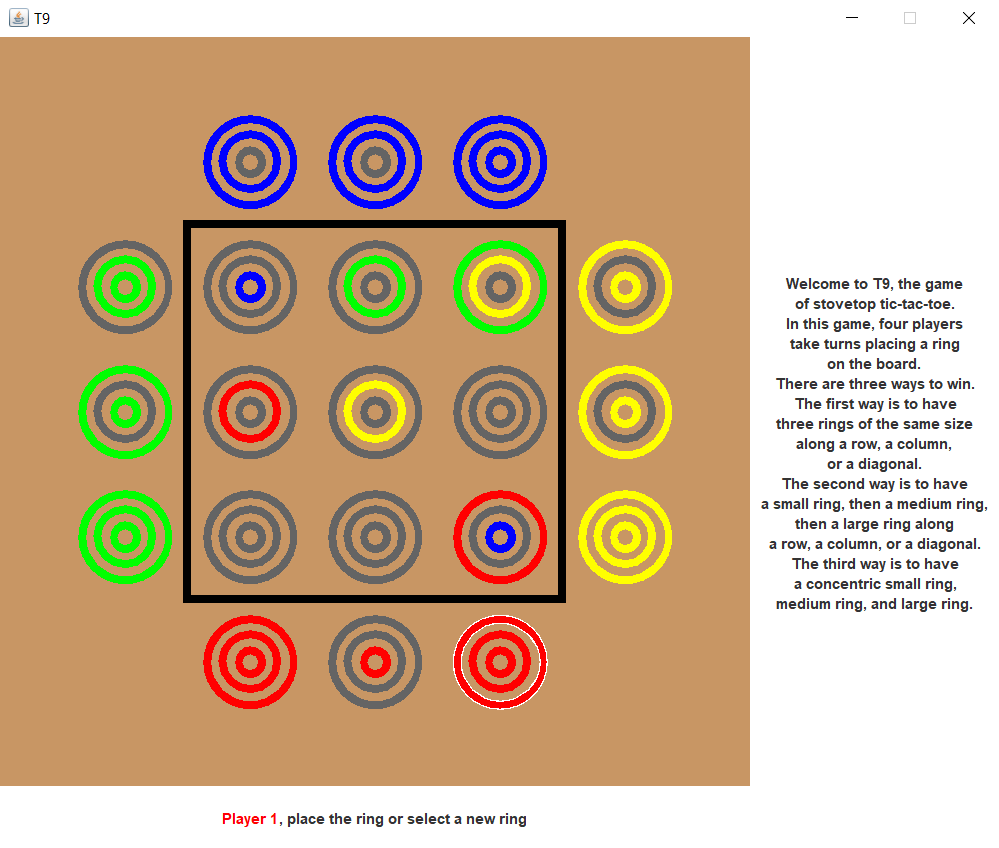 T9
Welcome to T9, the game
of stovetop tic-tac-toe.
In this game, four players
take turns placing a ring
on the board.
There are three ways to win.
The first way is to have
three rings of the same size
along a row, a column,
or a diagonal.
The second way is to have
a small ring, then a medium ring,
then a large ring along
a row, a column, or a diagonal.
The third way is to have
a concentric small ring,
medium ring, and large ring.
Player 1, place the ring or select a new ring